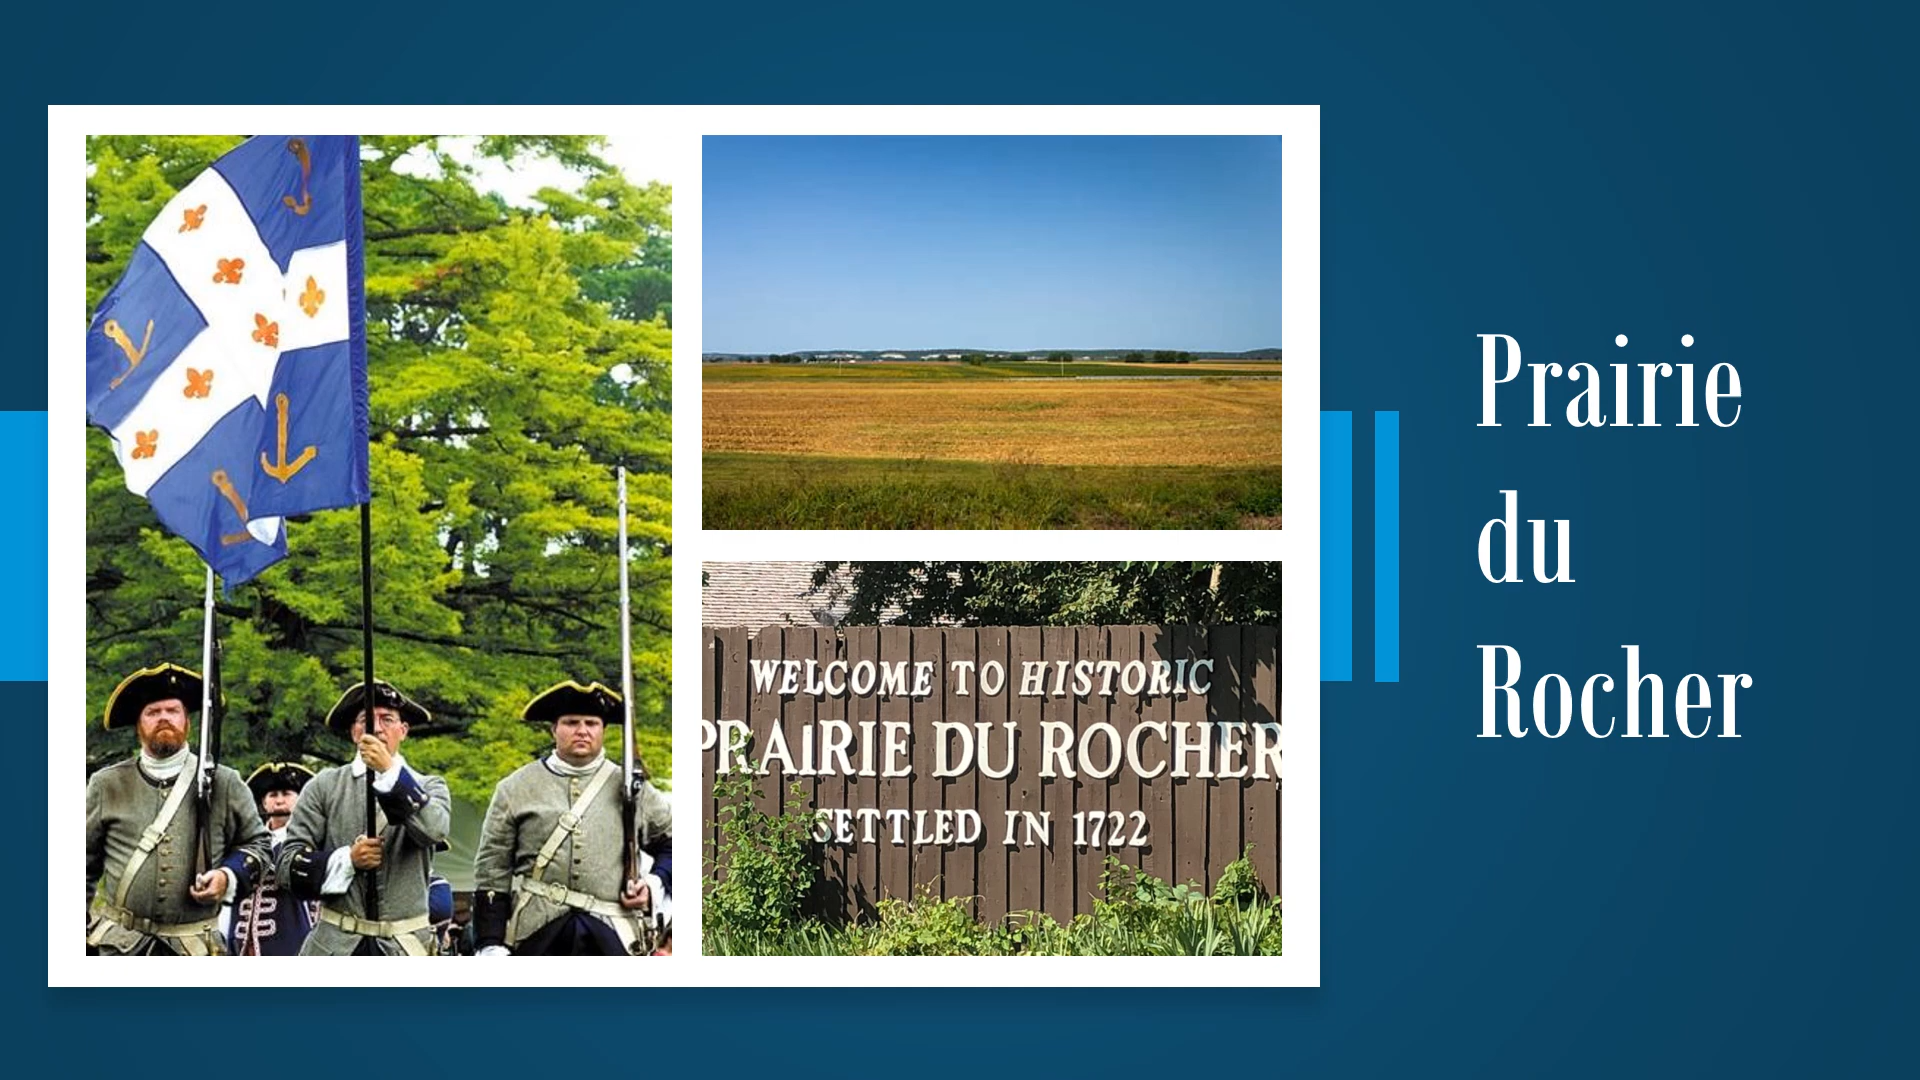 WELCOME TO HISTORIC
PRAIRIE DU ROCHER
SETTLED IN 1722
Prairie
du
Rocher